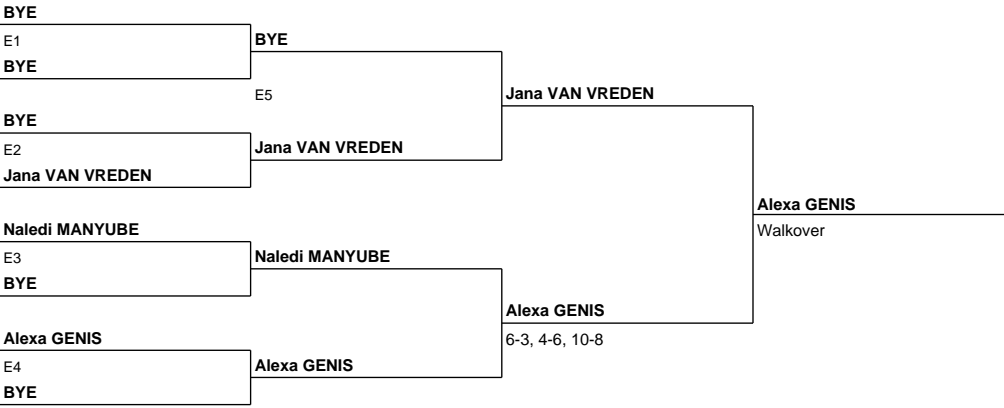 BYE
E1
BYE
BYE
E5
Jana VAN VREDEN
BYE
E2
Jana VAN VREDEN
Jana VAN VREDEN
Alexa GENIS
Walkover
Naledi MANYUBE
E3
Naledi MANYUBE
BYE
Alexa GENIS
6-3, 4-6, 10-8
Alexa GENIS
E4
Alexa GENIS
BYE